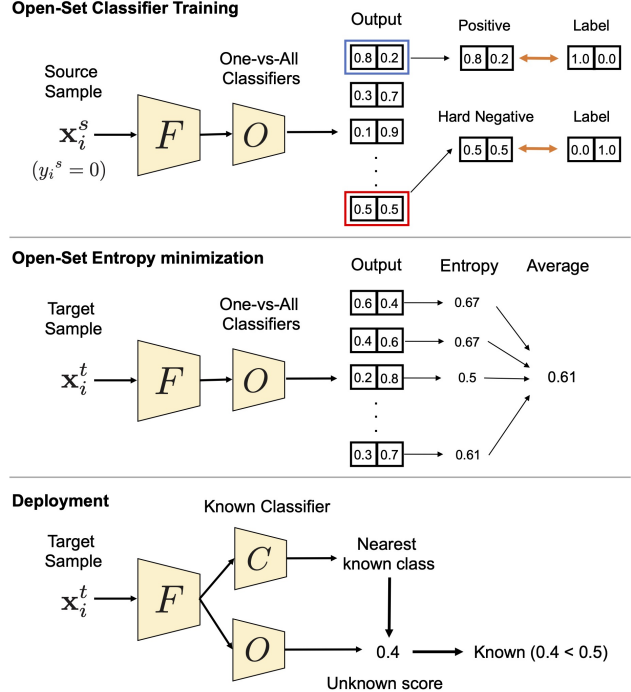 Open-Set Classifier Training
Output
Positive
Label
Source
Sample
One-vs-All
Classifiers
0.8 0.2
0.8 0.2
1.0 0.0
0.3 0.7
x_i^s
F
O
0.1 0.9
Hard Negative
Label
(y_i^s = 0)
0.5 0.5
0.0 1.0
0.5 0.5
Open-Set Entropy minimization
Output
Entropy
Average
Target
Sample
One-vs-All
Classifiers
0.6 0.4
0.67
0.4 0.6
0.67
x_i^t
F
O
0.2 0.8
0.5
0.61
0.3 0.7
0.61
Deployment
Known Classifier
Target
Sample
C
Nearest
known class
x_i^t
F
O
0.4
Known (0.4 < 0.5)
Unknown score